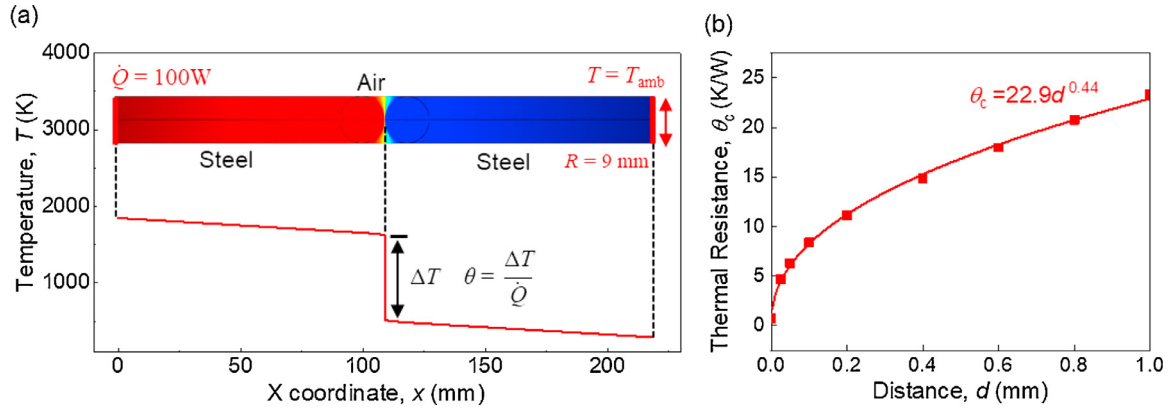 (a)
4000
3000
2000
1000
Temperature, T (K)
Q̇ = 100W
Air
T = Tamb
Steel
Steel
R = 9 mm
ΔT
θ = ΔT / Q̇
0
50
100
150
200
X coordinate, x (mm)
(b)
25
20
15
10
5
0
Thermal Resistance, θc (K/W)
θc =22.9d^0.44
0.0
0.2
0.4
0.6
0.8
1.0
Distance, d (mm)